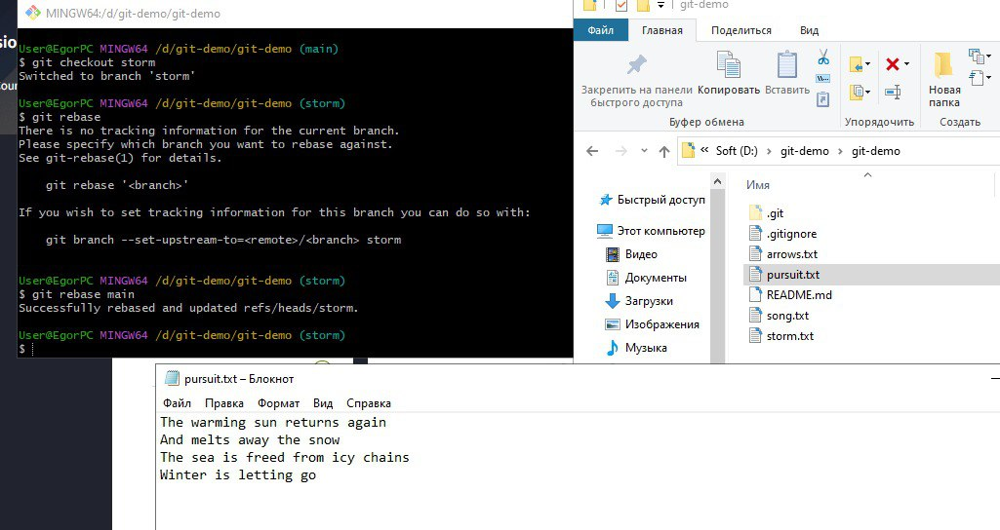 MINGW64:/d/git-demo/git-demo
User@EgorPC MINGW64 /d/git-demo/git-demo (main)
$ git checkout storm
Switched to branch 'storm'
User@EgorPC MINGW64 /d/git-demo/git-demo (storm)
$ git rebase
There is no tracking information for the current branch.
Please specify which branch you want to rebase against.
See git-rebase(1) for details.
git rebase '<branch>'
If you wish to set tracking information for this branch you can do so with:
git branch --set-upstream-to=<remote>/<branch> storm
User@EgorPC MINGW64 /d/git-demo/git-demo (storm)
$ git rebase main
Successfully rebased and updated refs/heads/storm.
User@EgorPC MINGW64 /d/git-demo/git-demo (storm)
$
git-demo
Файл Главная Поделиться Вид
Закрепить на панели быстрого доступа
Копировать
Вставить
Новая папка
Буфер обмена Упорядочить Создать
« Soft (D:) › git-demo › git-demo
Имя
Быстрый доступ
Этот компьютер
Видео
Документы
Загрузки
Изображения
Музыка
.git
.gitignore
arrows.txt
pursuit.txt
README.md
song.txt
storm.txt
pursuit.txt – Блокнот
Файл Правка Формат Вид Справка
The warming sun returns again
And melts away the snow
The sea is freed from icy chains
Winter is letting go